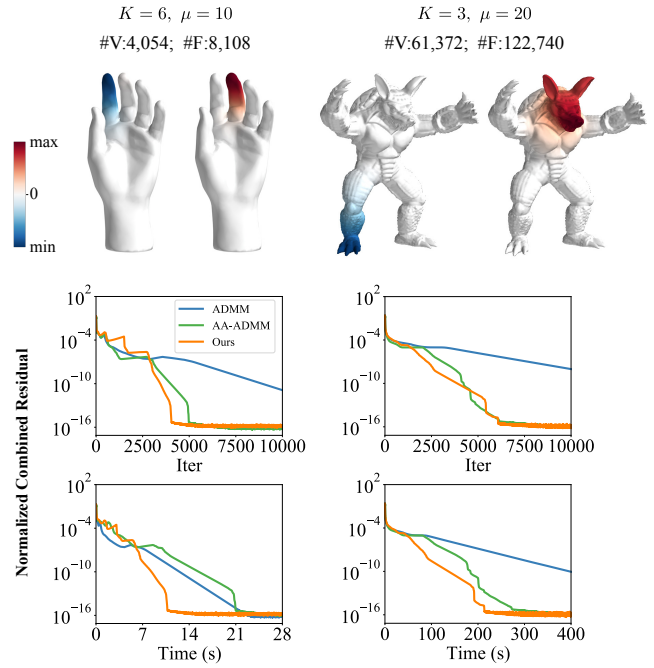 K = 6, μ = 10
#V:4,054; #F:8,108
K = 3, μ = 20
#V:61,372; #F:122,740
max
0
min
Normalized Combined Residual
10^2
10^-4
10^-10
10^-16
ADMM
AA-ADMM
Ours
0 2500 5000 7500 10000
Iter
10^2
10^-4
10^-10
10^-16
0 2500 5000 7500 10000
Iter
10^2
10^-4
10^-10
10^-16
0 7 14 21 28
Time (s)
10^2
10^-4
10^-10
10^-16
0 100 200 300 400
Time (s)